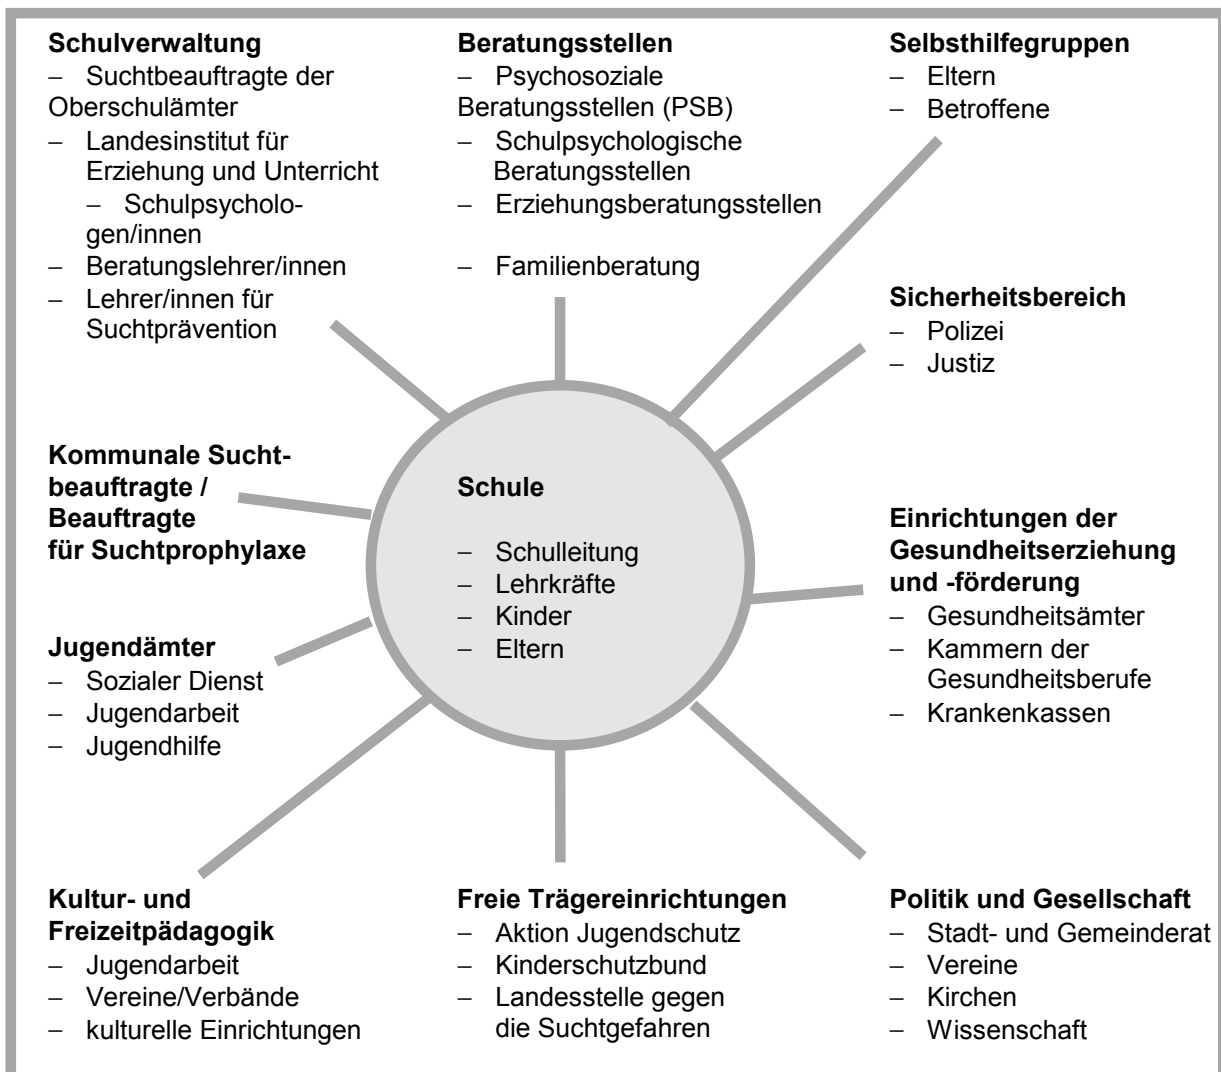 Schulverwaltung
– Suchtbeauftragte der
Oberschulämter
– Landesinstitut für
Erziehung und Unterricht
– Schulpsycholo-
gen/innen
– Beratungslehrer/innen
– Lehrer/innen für
Suchtprävention
Beratungsstellen
– Psychosoziale
Beratungsstellen (PSB)
– Schulpsychologische
Beratungsstellen
– Erziehungsberatungsstellen
– Familienberatung
Selbsthilfegruppen
– Eltern
– Betroffene
Sicherheitsbereich
– Polizei
– Justiz
Kommunale Sucht-
beauftragte /
Beauftragte
für Suchtprophylaxe
Schule
– Schulleitung
– Lehrkräfte
– Kinder
– Eltern
Einrichtungen der
Gesundheitserziehung
und -förderung
– Gesundheitsämter
– Kammern der
Gesundheitsberufe
– Krankenkassen
Jugendämter
– Sozialer Dienst
– Jugendarbeit
– Jugendhilfe
Kultur- und
Freizeitpädagogik
– Jugendarbeit
– Vereine/Verbände
– kulturelle Einrichtungen
Freie Trägereinrichtungen
– Aktion Jugendschutz
– Kinderschutzbund
– Landesstelle gegen
die Suchtgefahren
Politik und Gesellschaft
– Stadt- und Gemeinderat
– Vereine
– Kirchen
– Wissenschaft